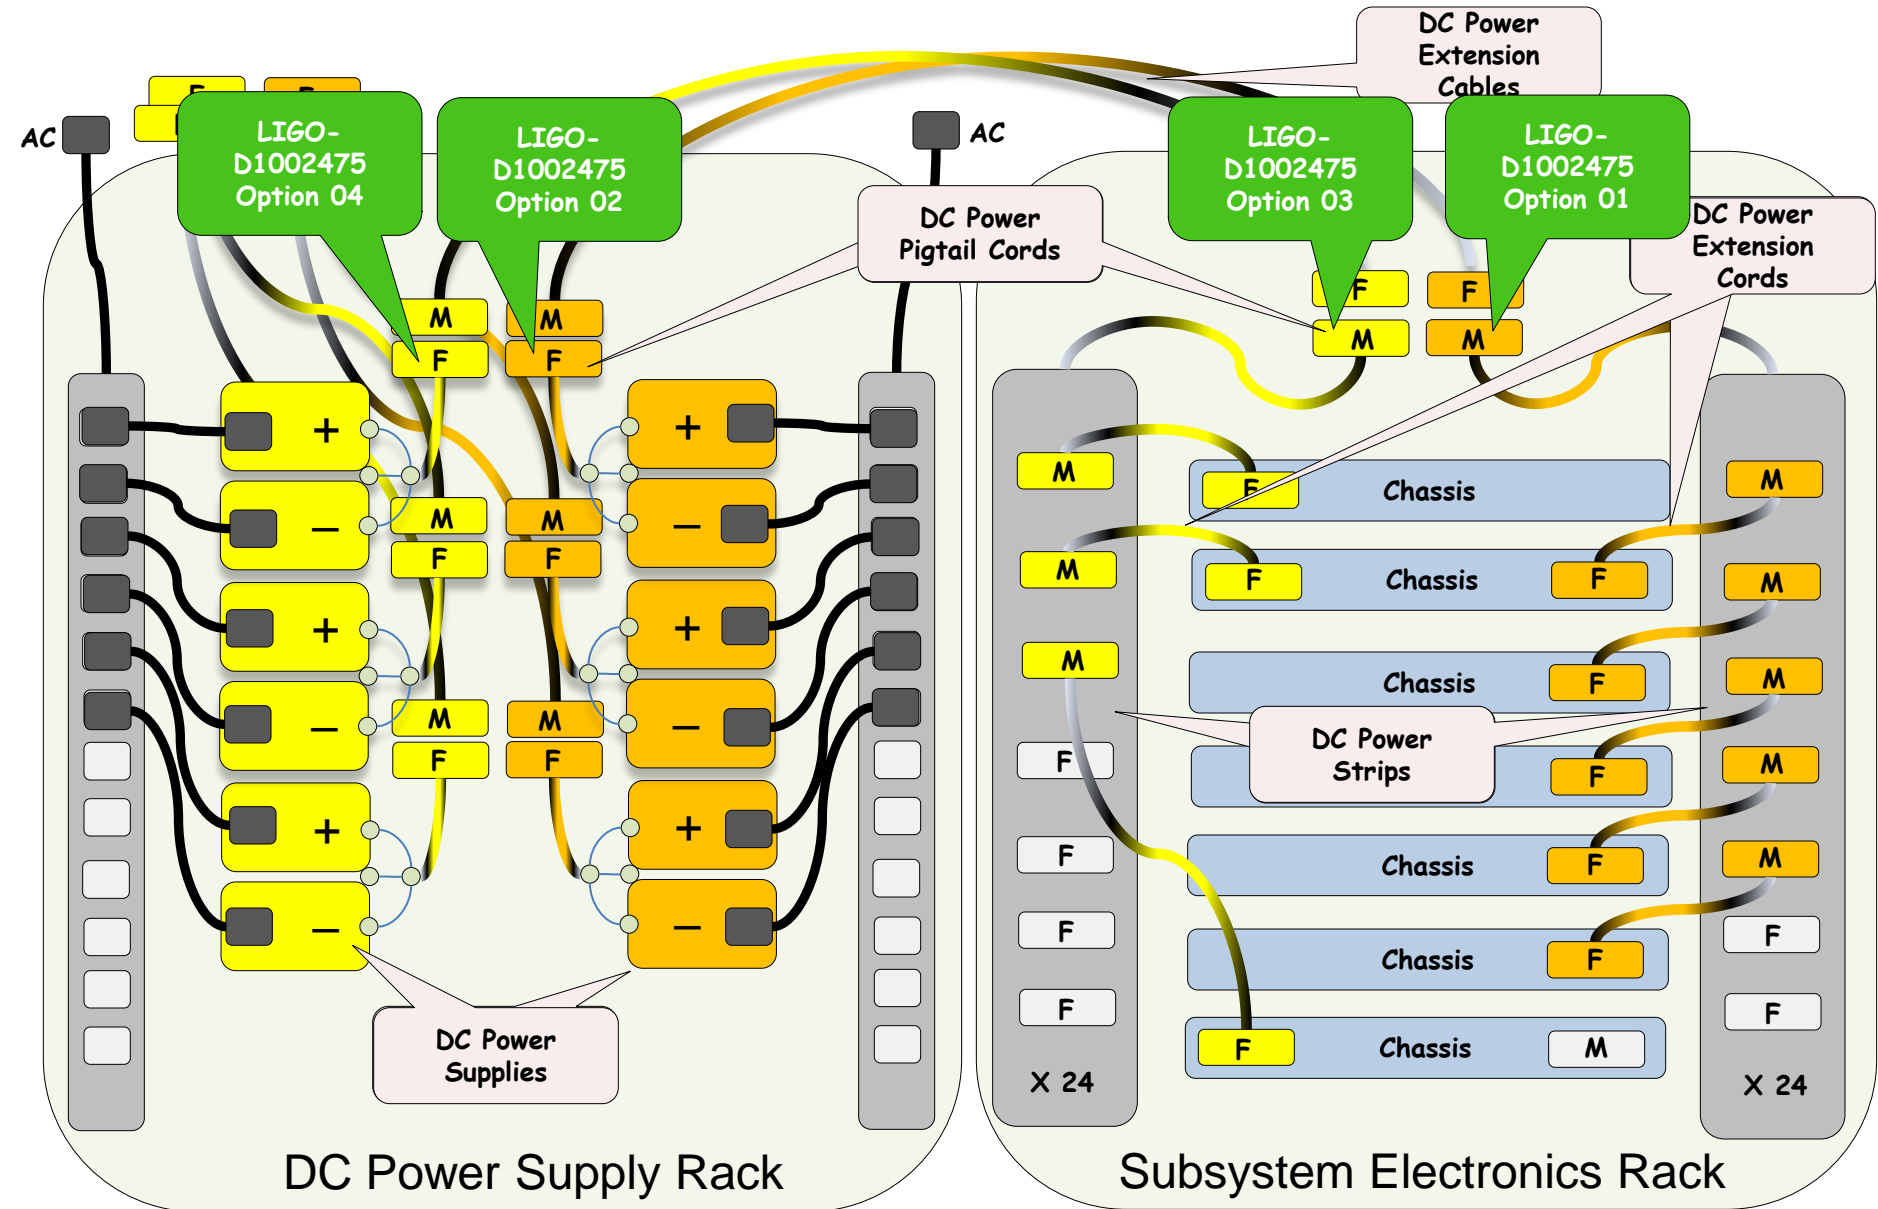 DC Power
Extension
Cables
F
F
AC
LIGO-
D1002475
Option 04
LIGO-
D1002475
Option 02
AC
LIGO-
D1002475
Option 03
LIGO-
D1002475
Option 01
DC Power
Pigtail Cords
DC Power
Extension
Cords
M
M
F
F
F
F
M
M
+
–
M
M
F
F
+
–
+
–
M
M
F
F
+
–
+
–
+
–
DC Power
Supplies
DC Power Supply Rack
M
F
Chassis
M
M
F
Chassis
F
M
M
Chassis
F
M
DC Power
Strips
F
F
M
F
Chassis
F
M
F
Chassis
F
F
F
F
Chassis
M
F
X 24
X 24
Subsystem Electronics Rack